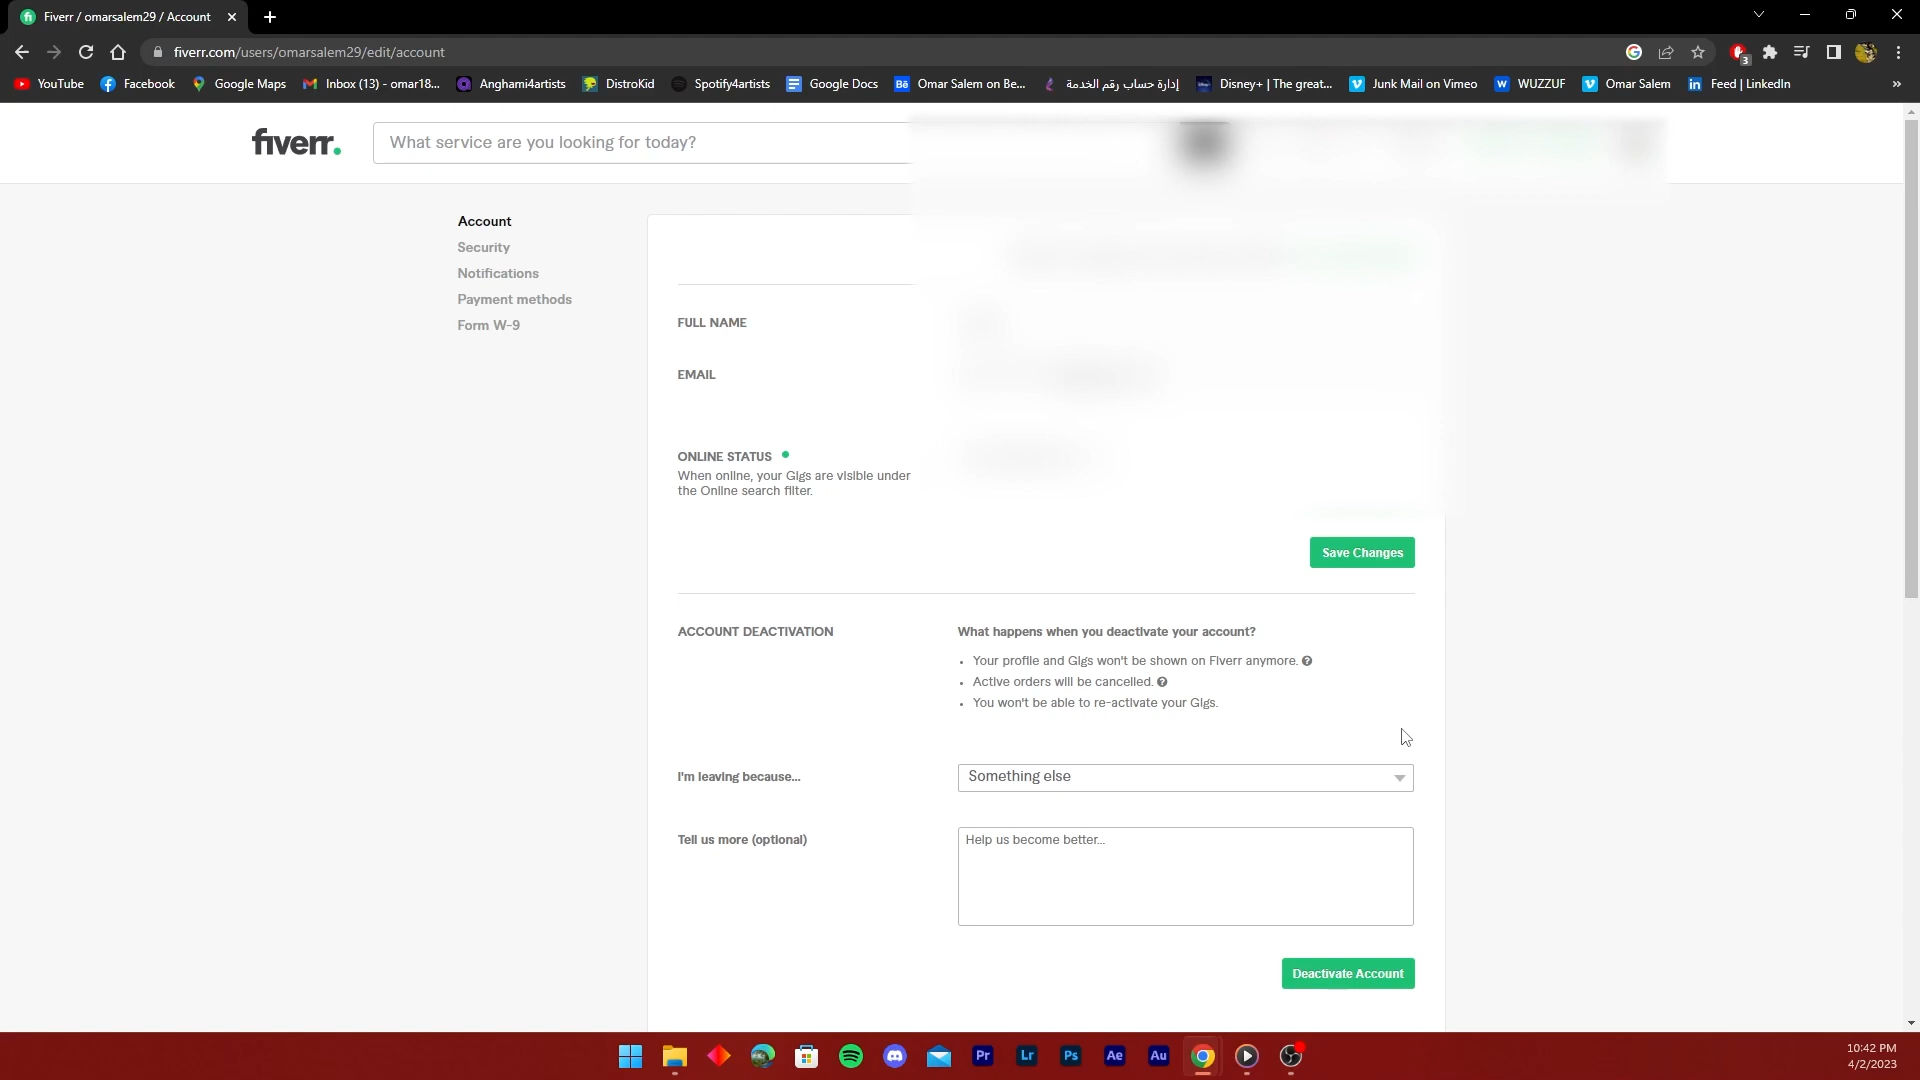 Fiverr / omarsalem29 / Account
fiverr.com/users/omarsalem29/edit/account
3
YouTube
Facebook
Google Maps
Inbox (13) - omar18...
Anghami4artists
DistroKid
Spotify4artists
Google Docs
Bē
Omar Salem on Be...
إدارة حساب رقم الخدمة
Disney+ | The great...
Junk Mail on Vimeo
WUZZUF
Omar Salem
Feed | LinkedIn
fiverr.
What service are you looking for today?
Account
Security
Notifications
Payment methods
Form W-9
FULL NAME
EMAIL
ONLINE STATUS
When online, your Gigs are visible under
the Online search filter.
Save Changes
ACCOUNT DEACTIVATION
What happens when you deactivate your account?
• Your profile and Gigs won't be shown on Fiverr anymore.
• Active orders will be cancelled.
• You won't be able to re-activate your Gigs.
I'm leaving because...
Something else
Tell us more (optional)
Help us become better...
Deactivate Account
Pr
Lr
Ps
Ae
Au
10:42 PM
4/2/2023